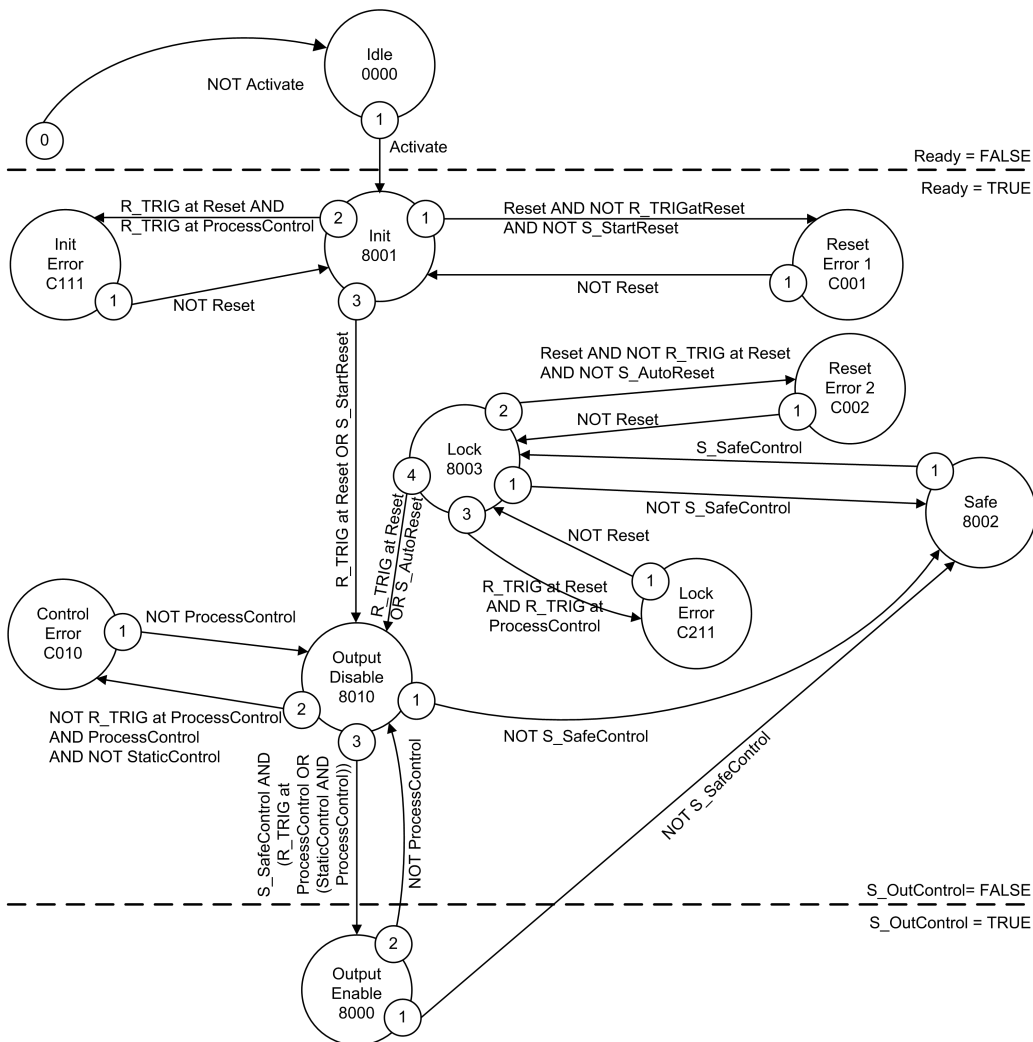 Idle
0000
NOT Activate
1
0
Activate
Ready = FALSE
Ready = TRUE
R_TRIG at Reset AND
R_TRIG at ProcessControl
2
1
Init
8001
3
Reset AND NOT R_TRIGatReset
AND NOT S_StartReset
Init
Error
C111
1
NOT Reset
Reset
Error 1
C001
1
NOT Reset
R_TRIG at Reset OR S_StartReset
Reset AND NOT R_TRIG at Reset
AND NOT S_AutoReset
Reset
Error 2
C002
1
NOT Reset
2
Lock
8003
4
1
3
S_SafeControl
1
Safe
8002
NOT S_SafeControl
NOT Reset
R_TRIG at Reset
OR S_AutoReset
R_TRIG at Reset
AND R_TRIG at
ProcessControl
1
Lock
Error
C211
Control
Error
C010
1
NOT ProcessControl
Output
Disable
8010
2
1
3
NOT R_TRIG at ProcessControl
AND ProcessControl
AND NOT StaticControl
NOT S_SafeControl
S_SafeControl AND
(R_TRIG at
ProcessControl OR
(StaticControl AND
ProcessControl))
NOT ProcessControl
NOT S_SafeControl
S_OutControl= FALSE
S_OutControl = TRUE
2
Output
Enable
8000
1